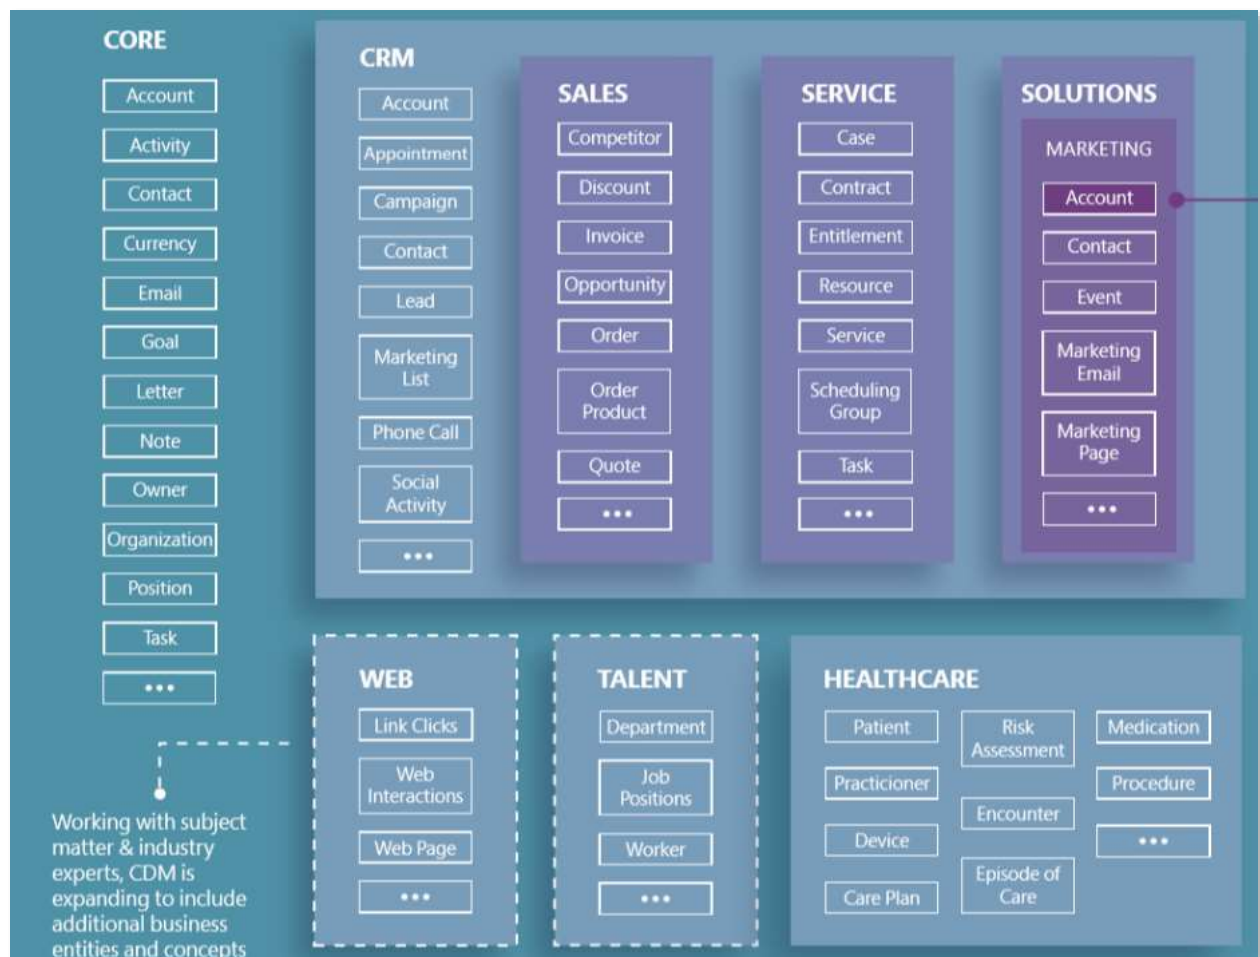 CORE
Account
Activity
Contact
Currency
Email
Goal
Letter
Note
Owner
Organization
Position
Task
•••
Working with subject
matter & industry
experts, CDM is
expanding to include
additional business
entities and concepts
CRM
Account
Appointment
Campaign
Contact
Lead
Marketing
List
Phone Call
Social
Activity
•••
SALES
Competitor
Discount
Invoice
Opportunity
Order
Order
Product
Quote
•••
SERVICE
Case
Contract
Entitlement
Resource
Service
Scheduling
Group
Task
•••
SOLUTIONS
MARKETING
Account
Contact
Event
Marketing
Email
Marketing
Page
•••
WEB
Link Clicks
Web
Interactions
Web Page
•••
TALENT
Department
Job
Positions
Worker
•••
HEALTHCARE
Patient
Practicioner
Device
Care Plan
Risk
Assessment
Encounter
Episode of
Care
Medication
Procedure
•••